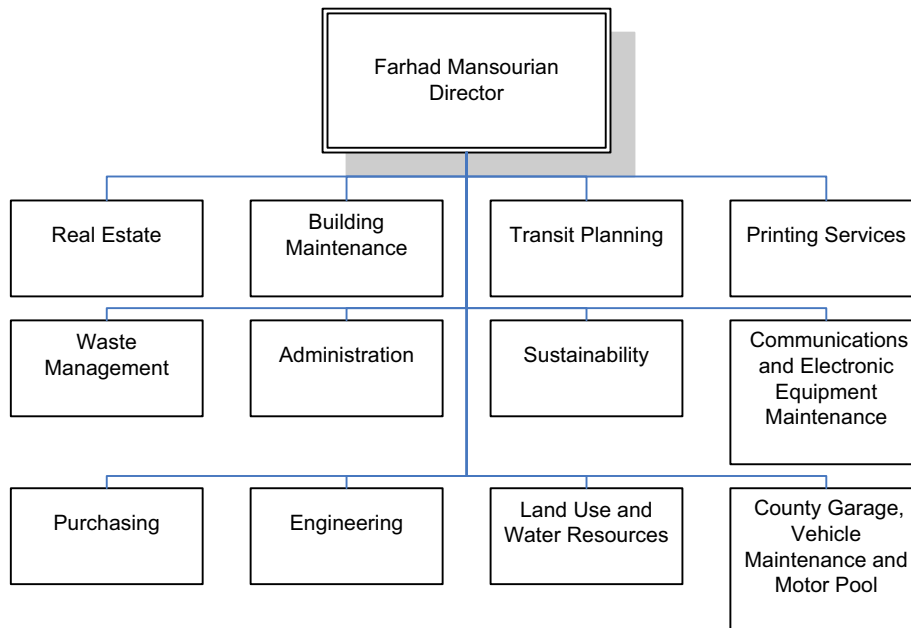 Farhad Mansourian
Director
Real Estate
Building
Maintenance
Transit Planning
Printing Services
Waste
Management
Administration
Sustainability
Communications
and Electronic
Equipment
Maintenance
Purchasing
Engineering
Land Use and
Water Resources
County Garage,
Vehicle
Maintenance and
Motor Pool